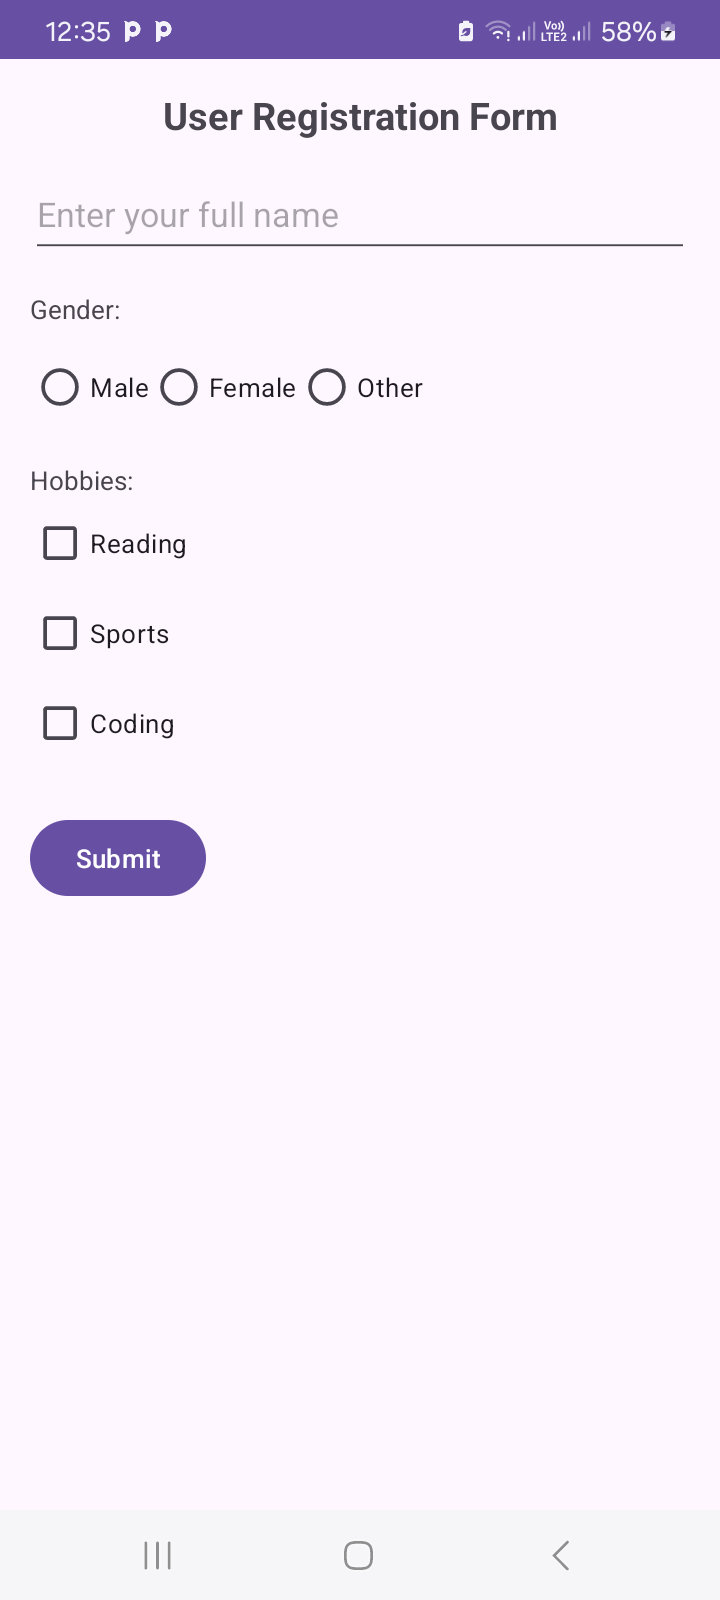 12:35 Vo)) LTE2 58%
User Registration Form
Enter your full name
Gender:
Male Female Other
Hobbies:
Reading
Sports
Coding
Submit